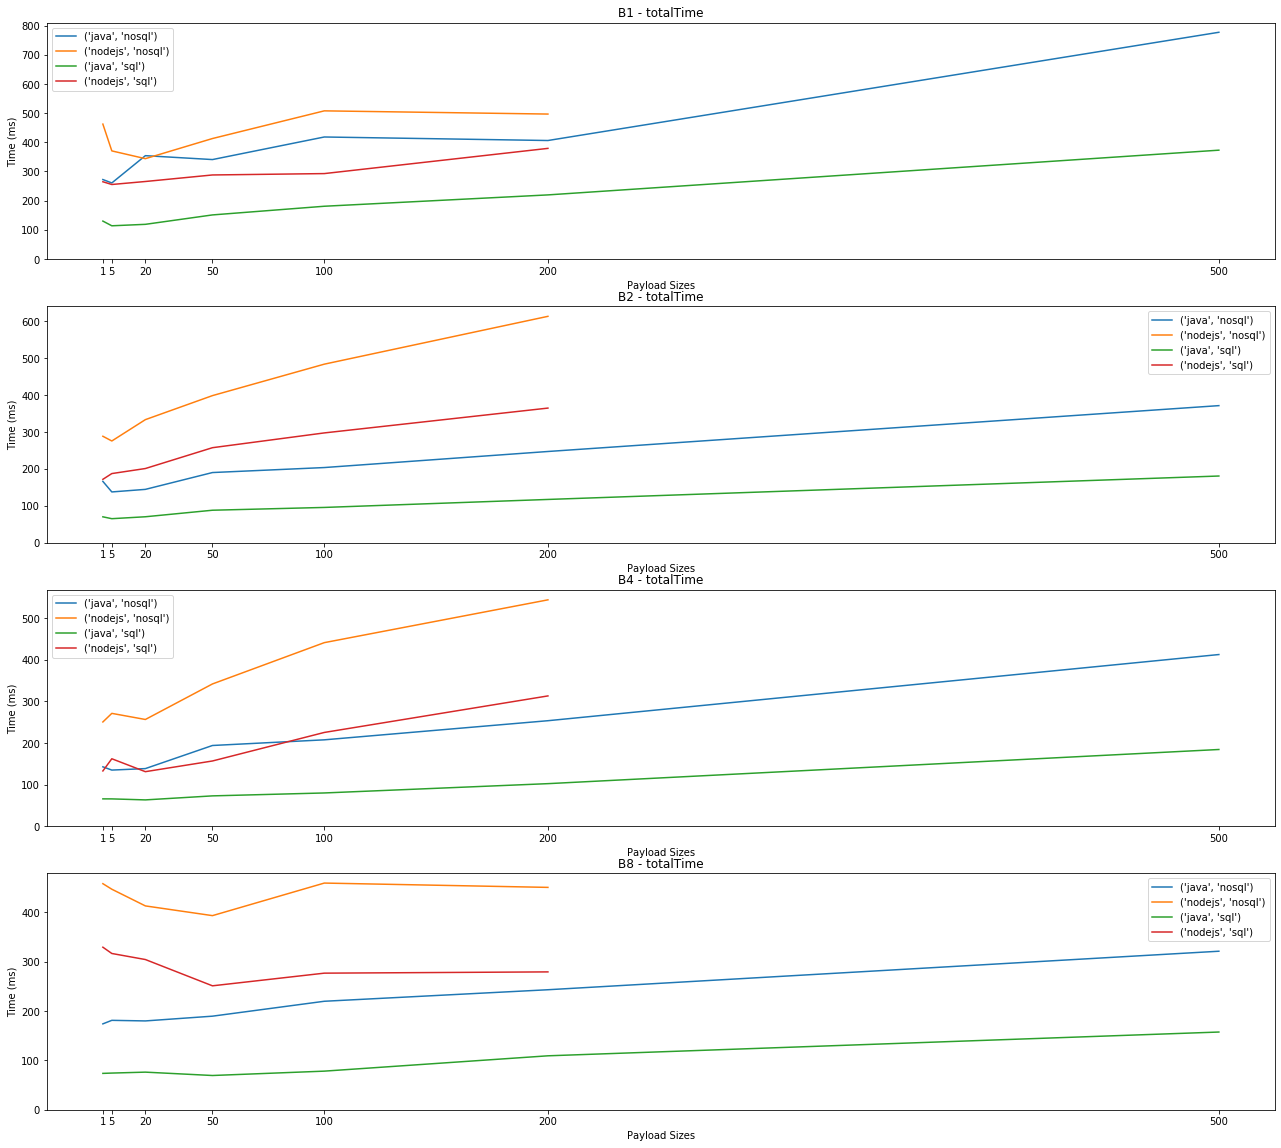 B1 - totalTime
800
700
600
500
400
300
200
100
0
Time (ms)
('java', 'nosql')
('nodejs', 'nosql')
('java', 'sql')
('nodejs', 'sql')
1 5 20 50 100 200 500
Payload Sizes
B2 - totalTime
600
500
400
300
200
100
0
Time (ms)
('java', 'nosql')
('nodejs', 'nosql')
('java', 'sql')
('nodejs', 'sql')
1 5 20 50 100 200 500
Payload Sizes
B4 - totalTime
500
400
300
200
100
0
Time (ms)
('java', 'nosql')
('nodejs', 'nosql')
('java', 'sql')
('nodejs', 'sql')
1 5 20 50 100 200 500
Payload Sizes
B8 - totalTime
400
300
200
100
0
Time (ms)
('java', 'nosql')
('nodejs', 'nosql')
('java', 'sql')
('nodejs', 'sql')
1 5 20 50 100 200 500
Payload Sizes